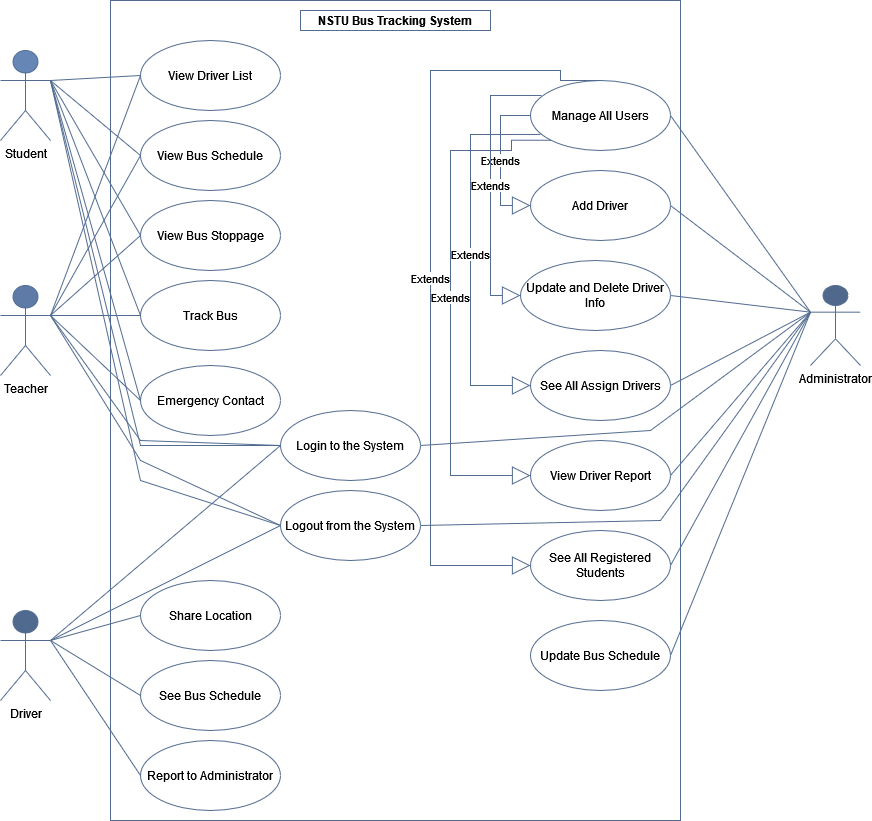 NSTU Bus Tracking System
Student
Teacher
Driver
View Driver List
View Bus Schedule
View Bus Stoppage
Track Bus
Emergency Contact
Login to the System
Logout from the System
Share Location
See Bus Schedule
Report to Administrator
Manage All Users
Extends
Extends
Extends
Extends
Extends
Add Driver
Update and Delete Driver
Info
See All Assign Drivers
View Driver Report
See All Registered
Students
Update Bus Schedule
Administrator